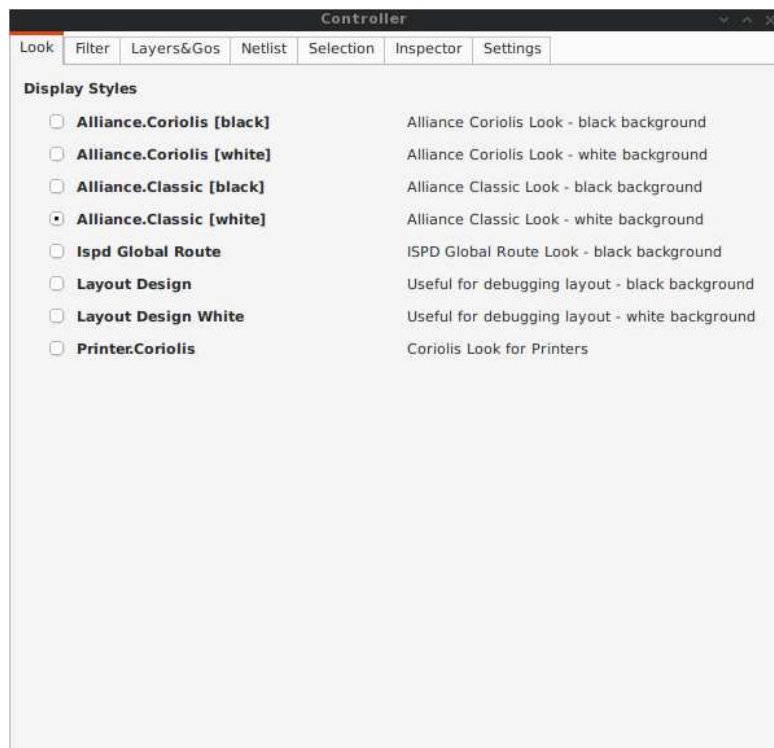 Controller
Look Filter Layers&Gos Netlist Selection Inspector Settings
Display Styles
Alliance.Coriolis [black] Alliance Coriolis Look - black background
Alliance.Coriolis [white] Alliance Coriolis Look - white background
Alliance.Classic [black] Alliance Classic Look - black background
Alliance.Classic [white] Alliance Classic Look - white background
Ispd Global Route ISPD Global Route Look - black background
Layout Design Useful for debugging layout - black background
Layout Design White Useful for debugging layout - white background
Printer.Coriolis Coriolis Look for Printers